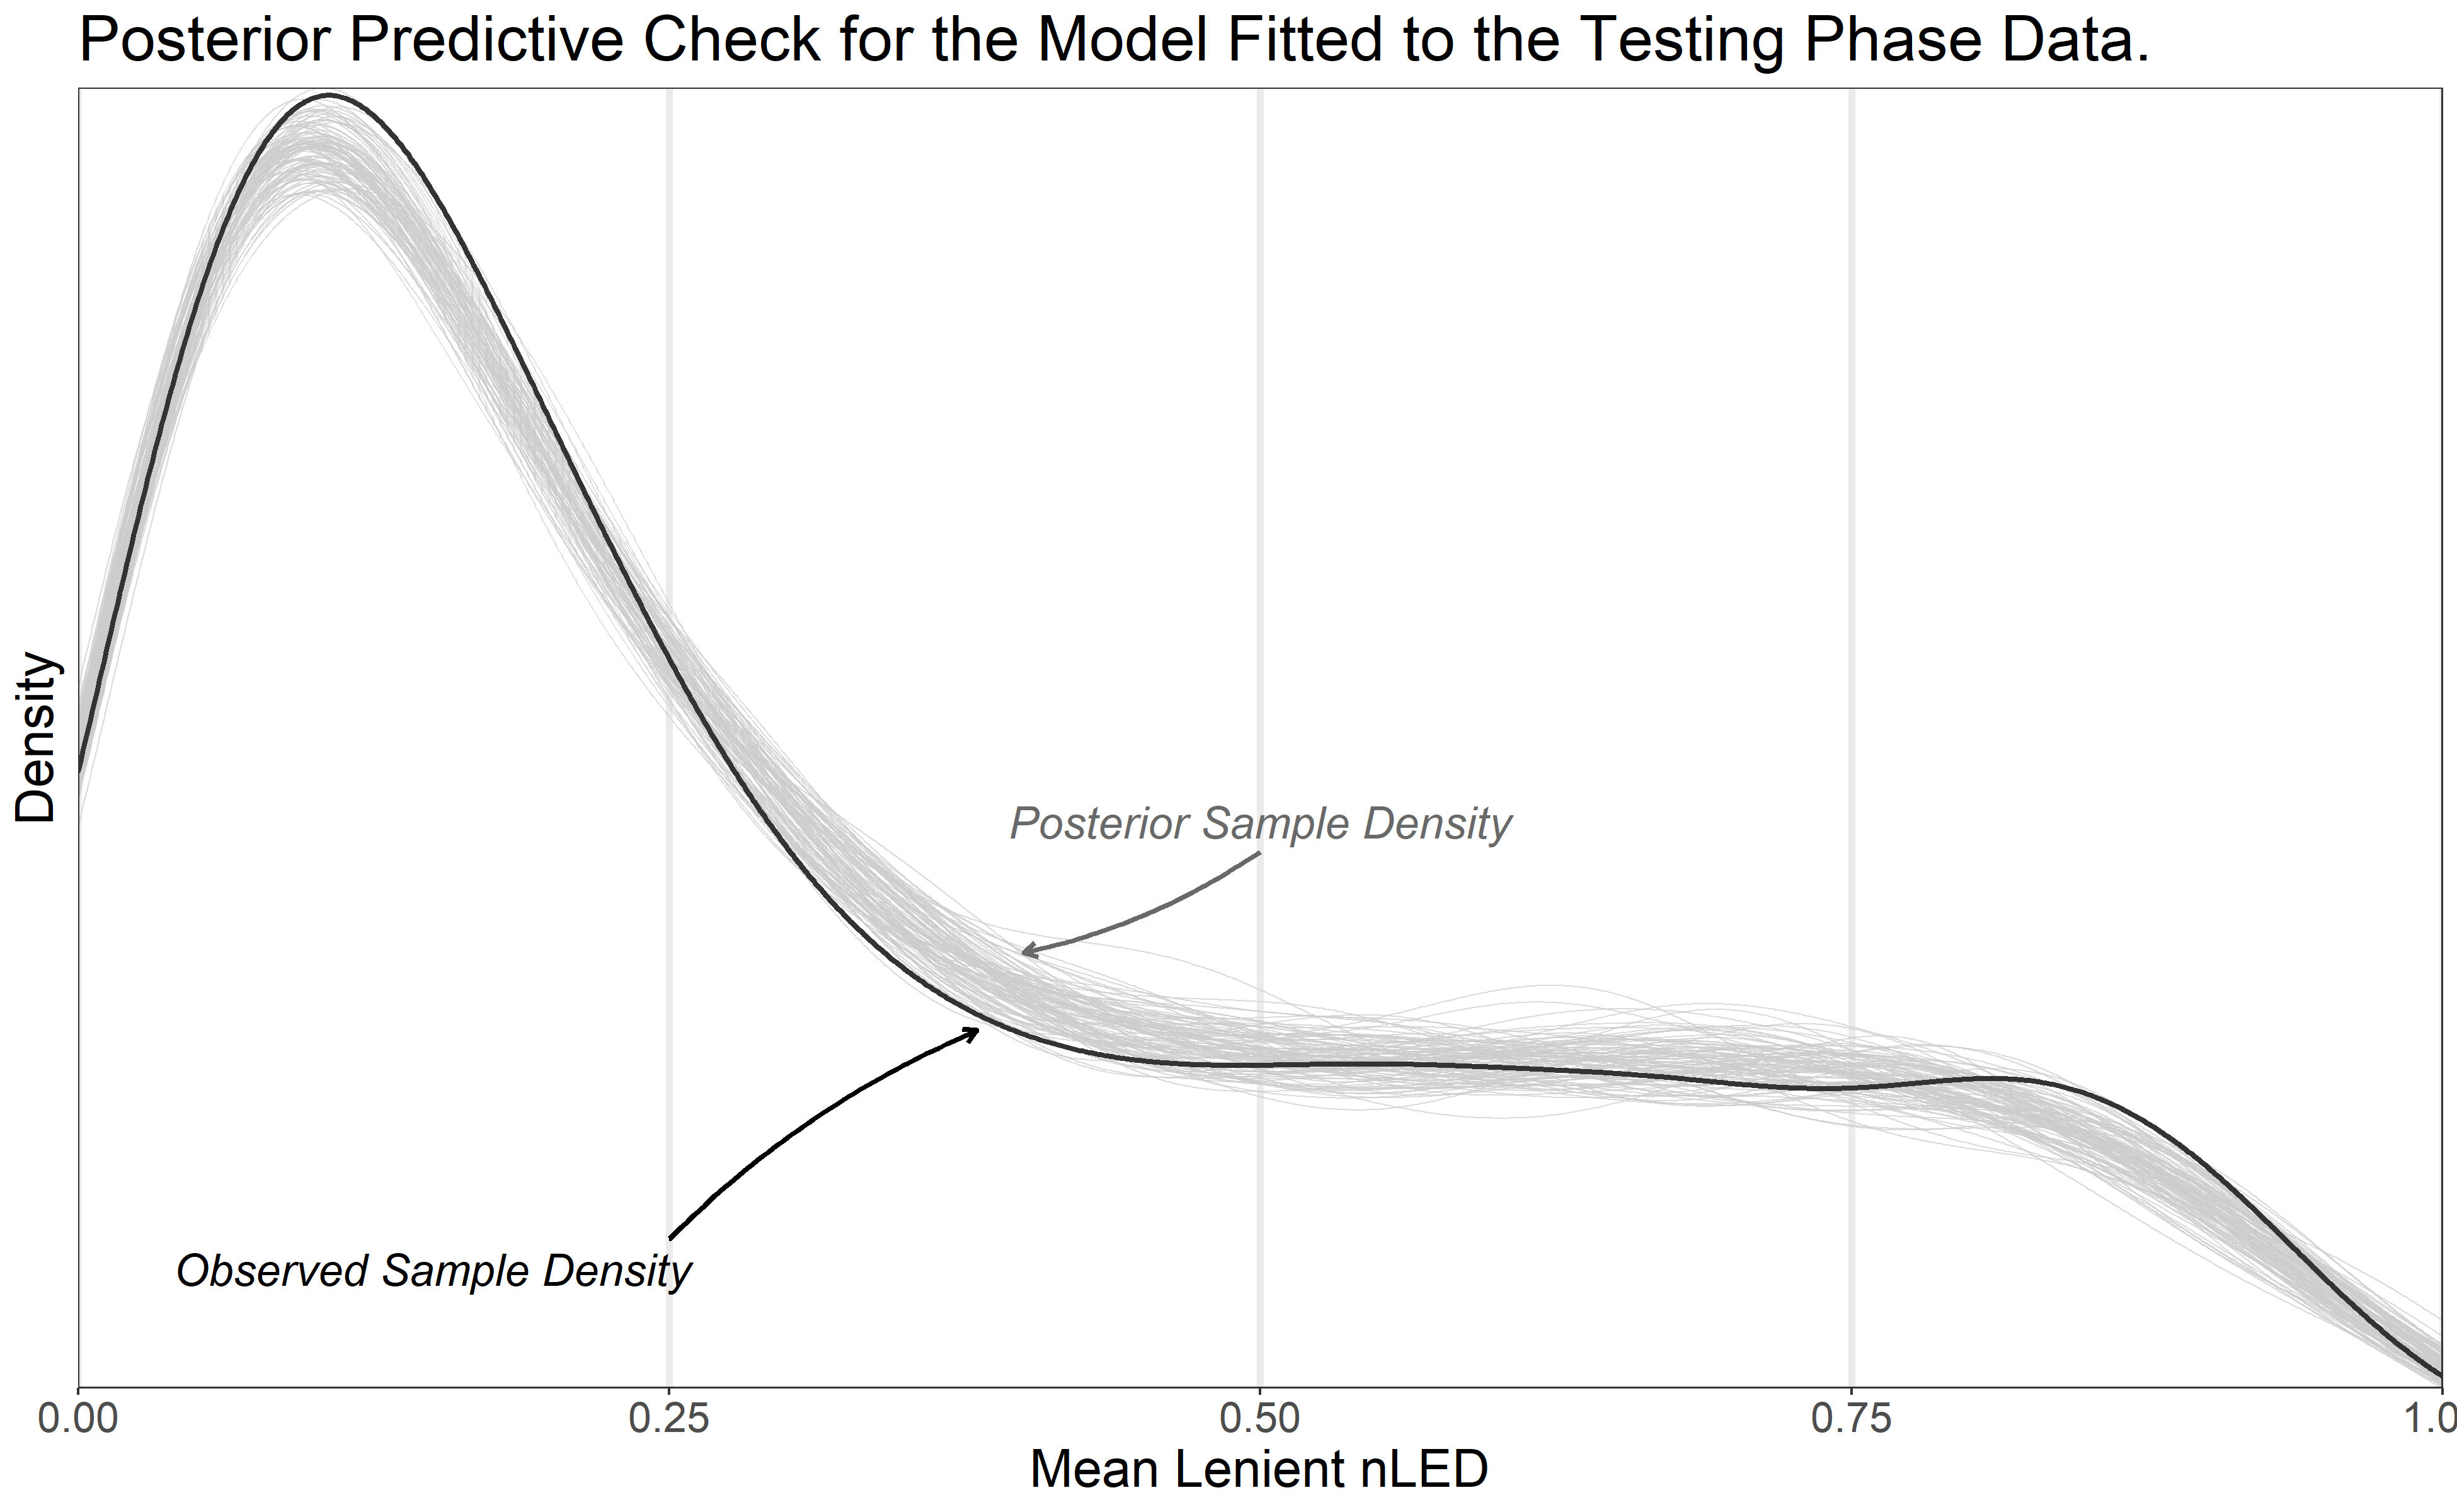 Posterior Predictive Check for the Model Fitted to the Testing Phase Data.
Density
Posterior Sample Density
Observed Sample Density
0.00 0.25 0.50 0.75 1.0
Mean Lenient nLED